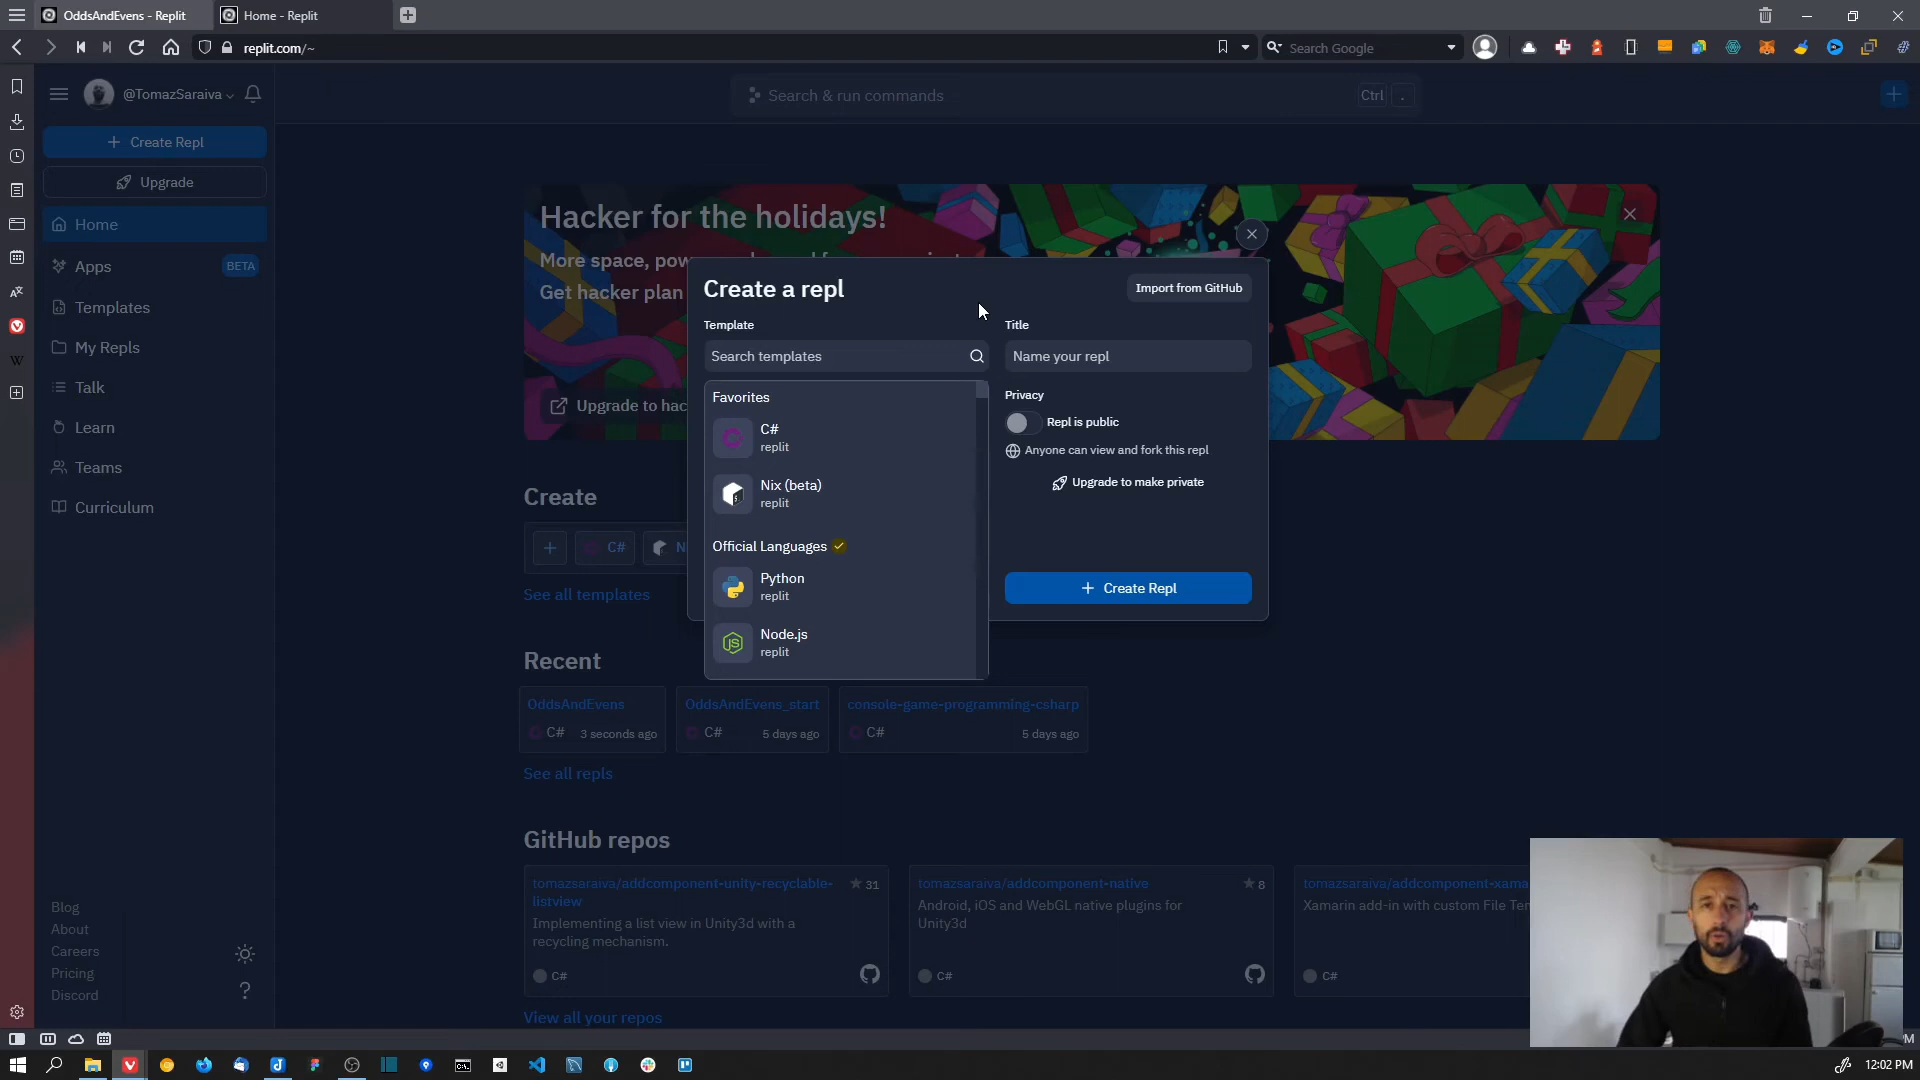 OddsAndEvens - Replit
Home - Replit
replit.com/~
Search Google
@TomazSaraiva
Search & run commands
Ctrl .
Create Repl
Upgrade
Home
Apps
BETA
Templates
My Repls
Talk
Learn
Teams
Curriculum
Blog
About
Careers
Pricing
Discord
Hacker for the holidays!
More space,
Get hacker plan
Upgrade to hac
Create a repl
Import from GitHub
Template
Title
Search templates
Name your repl
Favorites
C#
replit
Nix (beta)
replit
Official Languages
Python
replit
Node.js
replit
Privacy
Repl is public
Anyone can view and fork this repl
Upgrade to make private
Create Repl
Create
C#
N
See all templates
Recent
OddsAndEvens
C#
3 seconds ago
OddsAndEvens_start
C#
5 days ago
console-game-programming-csharp
C#
5 days ago
See all repls
GitHub repos
tomazsaraiva/addcomponent-unity-recyclable-
listview
31
Implementing a list view in Unity3d with a
recycling mechanism.
C#
tomazsaraiva/addcomponent-native
8
Android, iOS and WebGL native plugins for
Unity3d
C#
tomazsaraiva/addcomponent-xama
Xamarin add-in with custom File Ten
C#
View all your repos
12:02 PM